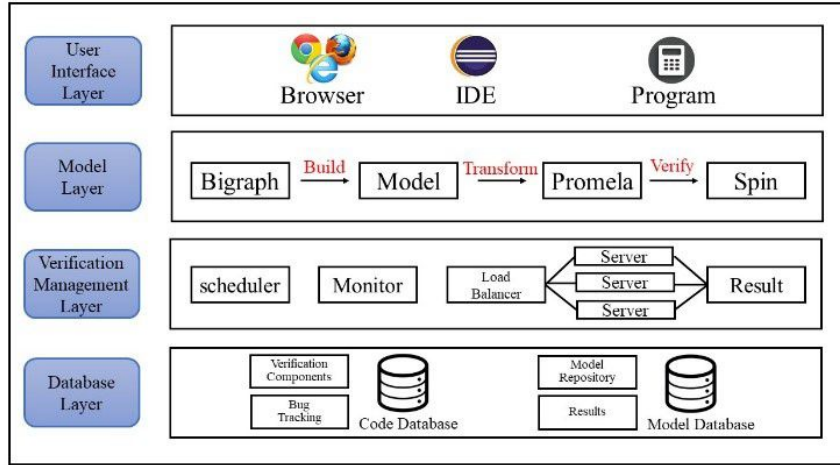 User
Interface
Layer
Browser
IDE
Program
Model
Layer
Bigraph
Build
Model
Transform
Promela
Verify
Spin
Verification
Management
Layer
scheduler
Monitor
Load
Balancer
Server
Server
Server
Result
Database
Layer
Verification
Components
Bug
Tracking
Code Database
Model
Repository
Results
Model Database